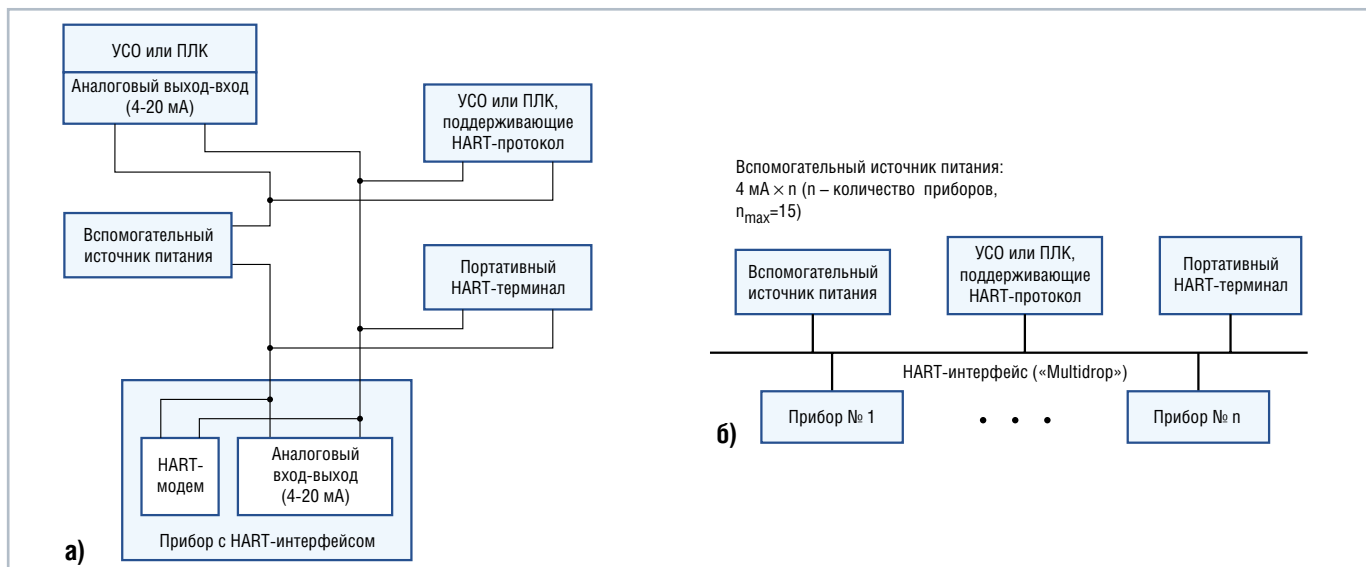 УСО или ПЛК
Аналоговый выход-вход
(4-20 мА)
УСО или ПЛК,
поддерживающие
HART-протокол
Вспомогательный
источник питания
Портативный
HART-терминал
HART-
модем
Аналоговый
вход-выход
(4-20 мА)
Прибор с HART-интерфейсом
а)
Вспомогательный источник питания:
4 мА × n (n – количество приборов,
nmax=15)
Вспомогательный
источник питания
УСО или ПЛК,
поддерживающие
HART-протокол
Портативный
HART-терминал
HART-интерфейс («Multidrop»)
Прибор № 1
• • •
Прибор № n
б)